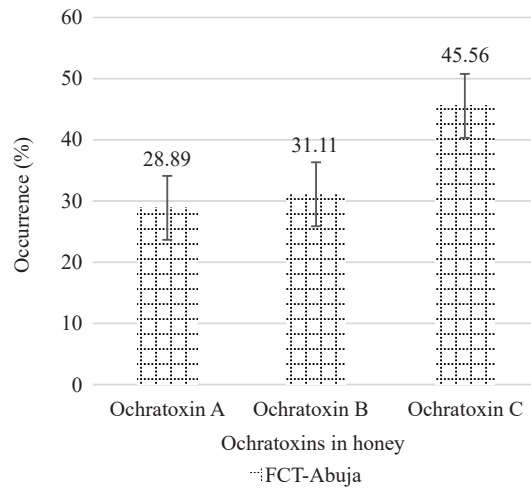 60
50
40
30
20
10
0
Occurrence (%)
28.89
31.11
45.56
Ochratoxin A Ochratoxin B Ochratoxin C
Ochratoxins in honey
FCT-Abuja